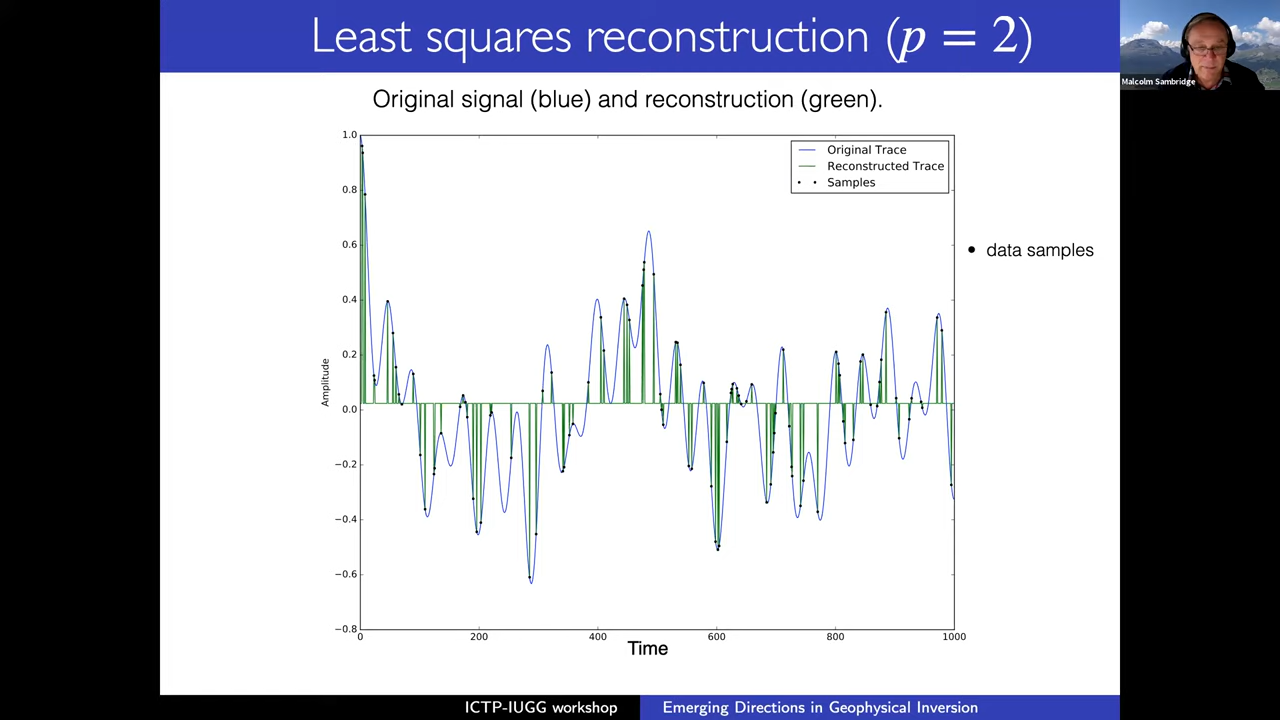 Least squares reconstruction (p = 2)
Malcolm Sambridge
Original signal (blue) and reconstruction (green).
Original Trace
Reconstructed Trace
Samples
data samples
1.0
0.8
0.6
0.4
0.2
0.0
−0.2
−0.4
−0.6
−0.8
Amplitude
0 200 400 600 800 1000
Time
ICTP-IUGG workshop
Emerging Directions in Geophysical Inversion